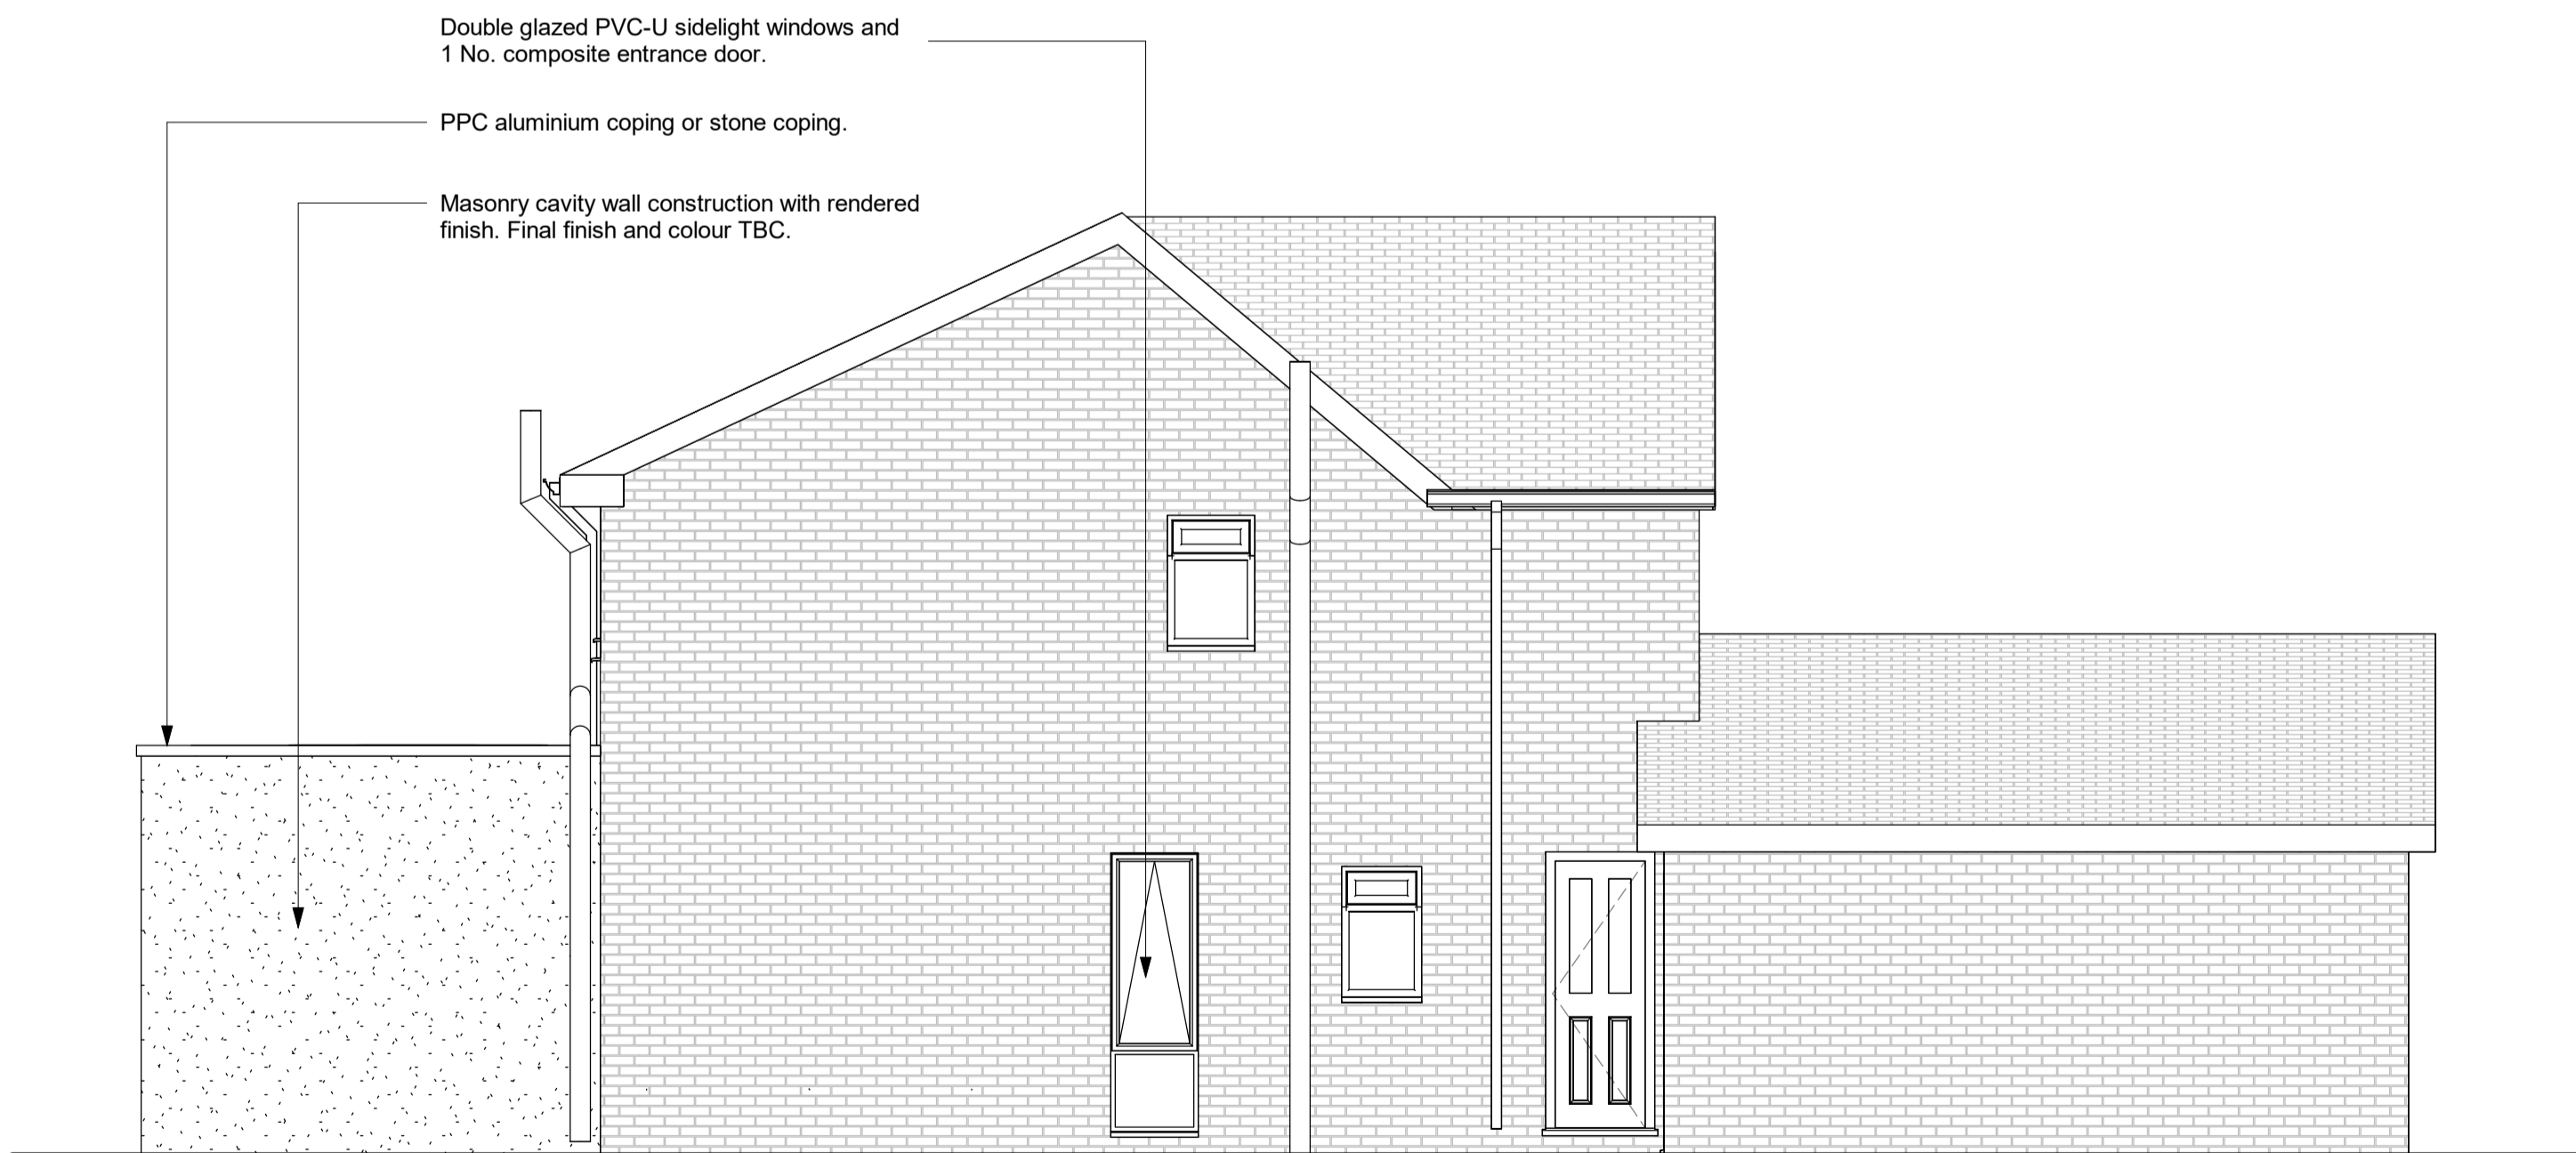 Double glazed PVC-U sidelight windows and
1 No. composite entrance door.
PPC aluminium coping or stone coping.
Masonry cavity wall construction with rendered
finish. Final finish and colour TBC.